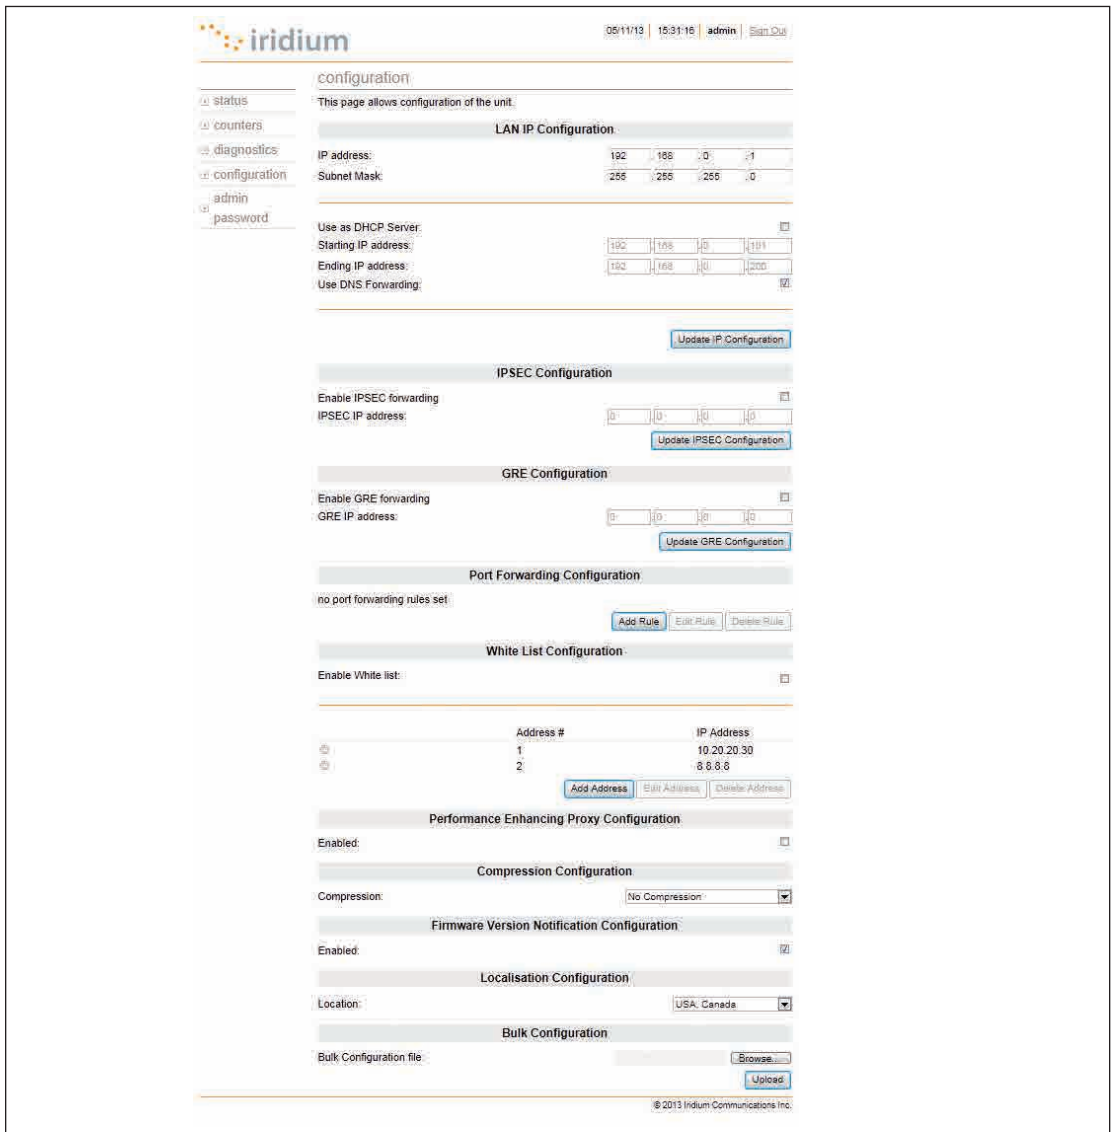 iridium
05/11/13 15:31:16 admin Sign Out
configuration
status
counters
diagnostics
configuration
admin password
This page allows configuration of the unit.
LAN IP Configuration
IP address: 192 .168 .0 .1
Subnet Mask: 255 .255 .255 .0
Use as DHCP Server:
Starting IP address: 192 .168 .0 .101
Ending IP address: 192 .168 .0 .200
Use DNS Forwarding:
Update IP Configuration
IPSEC Configuration
Enable IPSEC forwarding
IPSEC IP address: 0 .0 .0 .0
Update IPSEC Configuration
GRE Configuration
Enable GRE forwarding
GRE IP address: 0 .0 .0 .0
Update GRE Configuration
Port Forwarding Configuration
no port forwarding rules set
Add Rule Edit Rule Delete Rule
White List Configuration
Enable White list:
Address # IP Address
1 10.20.20.30
2 8.8.8.8
Add Address Edit Address Delete Address
Performance Enhancing Proxy Configuration
Enabled:
Compression Configuration
Compression: No Compression
Firmware Version Notification Configuration
Enabled:
Localisation Configuration
Location: USA, Canada
Bulk Configuration
Bulk Configuration file: Browse...
Upload
© 2013 Iridium Communications Inc.